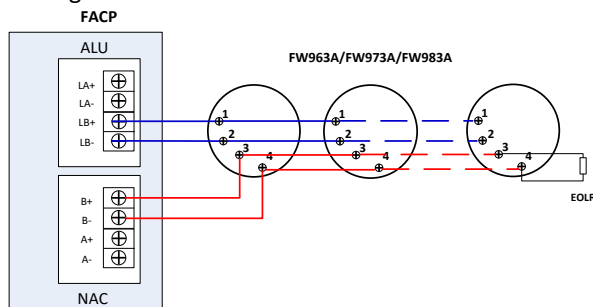 FACP
ALU
FW963A/FW973A/FW983A
LA+
LA-
LB+
LB-
1
2
3
4
1
2
3
4
1
2
3
4
B+
B-
A+
A-
NAC
EOLR